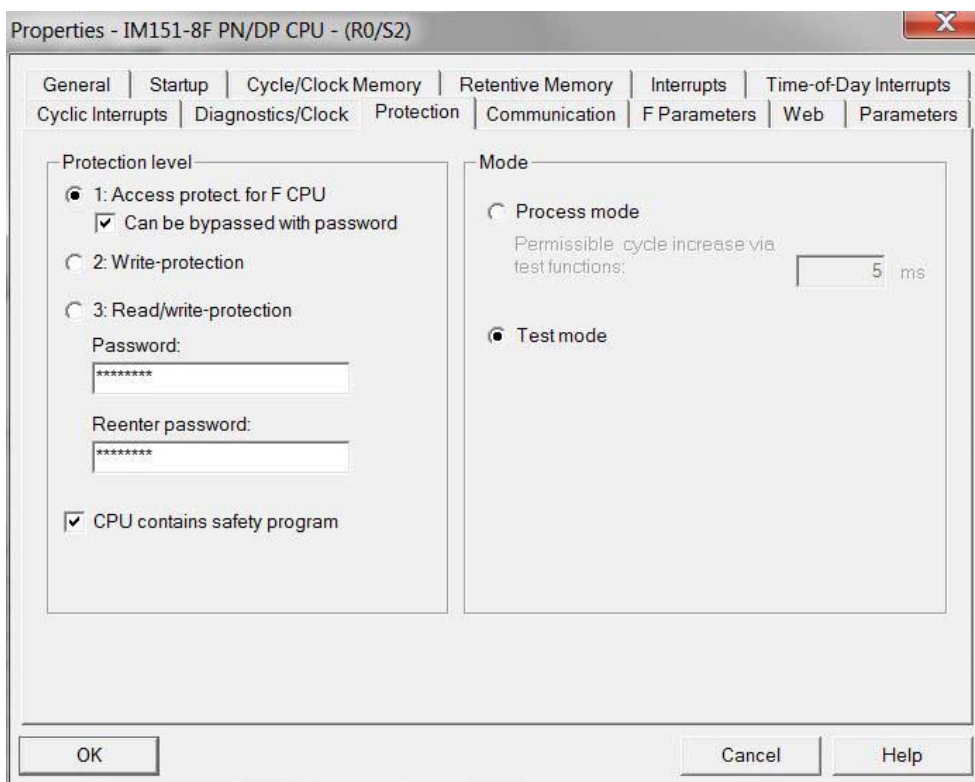 Properties - IM151-8F PN/DP CPU - (R0/S2)
General Startup Cycle/Clock Memory Retentive Memory Interrupts Time-of-Day Interrupts
Cyclic Interrupts Diagnostics/Clock Protection Communication F Parameters Web Parameters
Protection level
1: Access protect. for F CPU
Can be bypassed with password
2: Write-protection
3: Read/write-protection
Password:
********
Reenter password:
********
CPU contains safety program
Mode
Process mode
Permissible cycle increase via
test functions:
5 ms
Test mode
OK Cancel Help